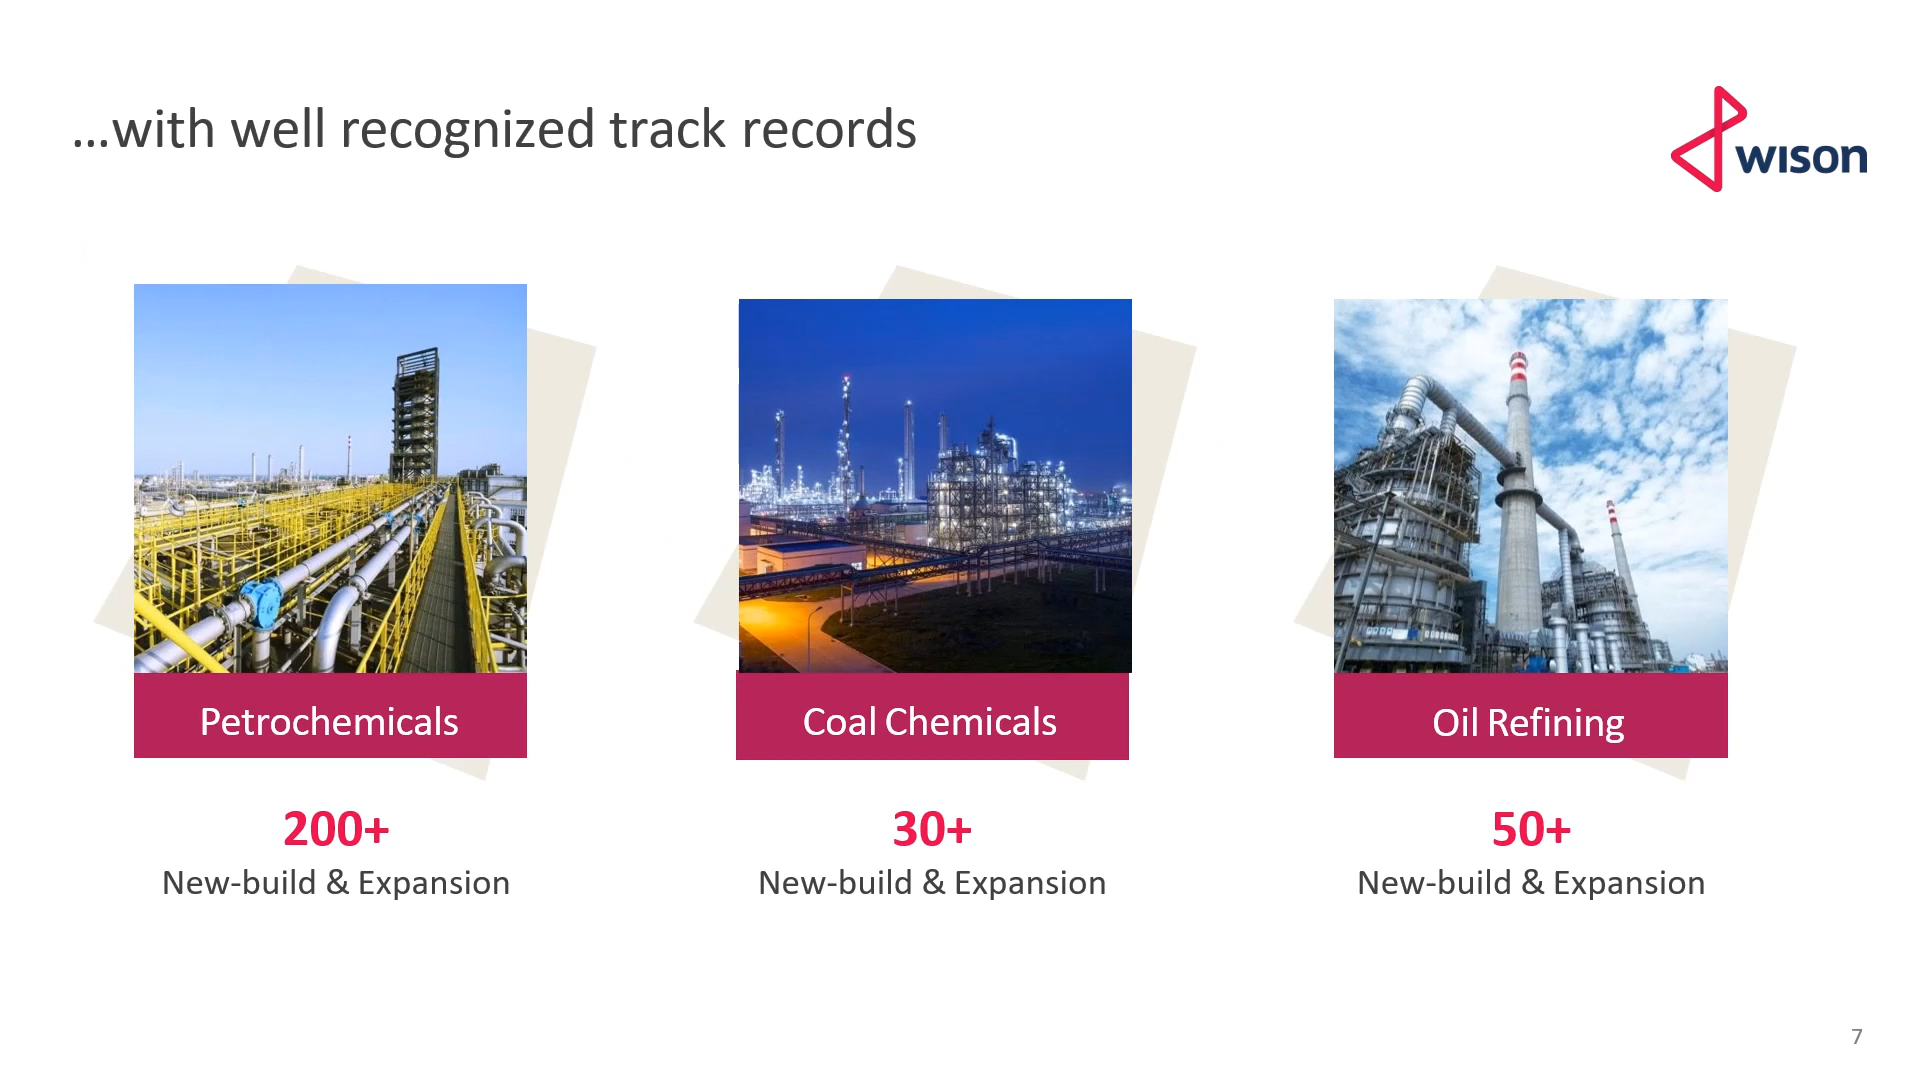 ...with well recognized track records
wison
Petrochemicals
Coal Chemicals
Oil Refining
200+
New-build & Expansion
30+
New-build & Expansion
50+
New-build & Expansion
7